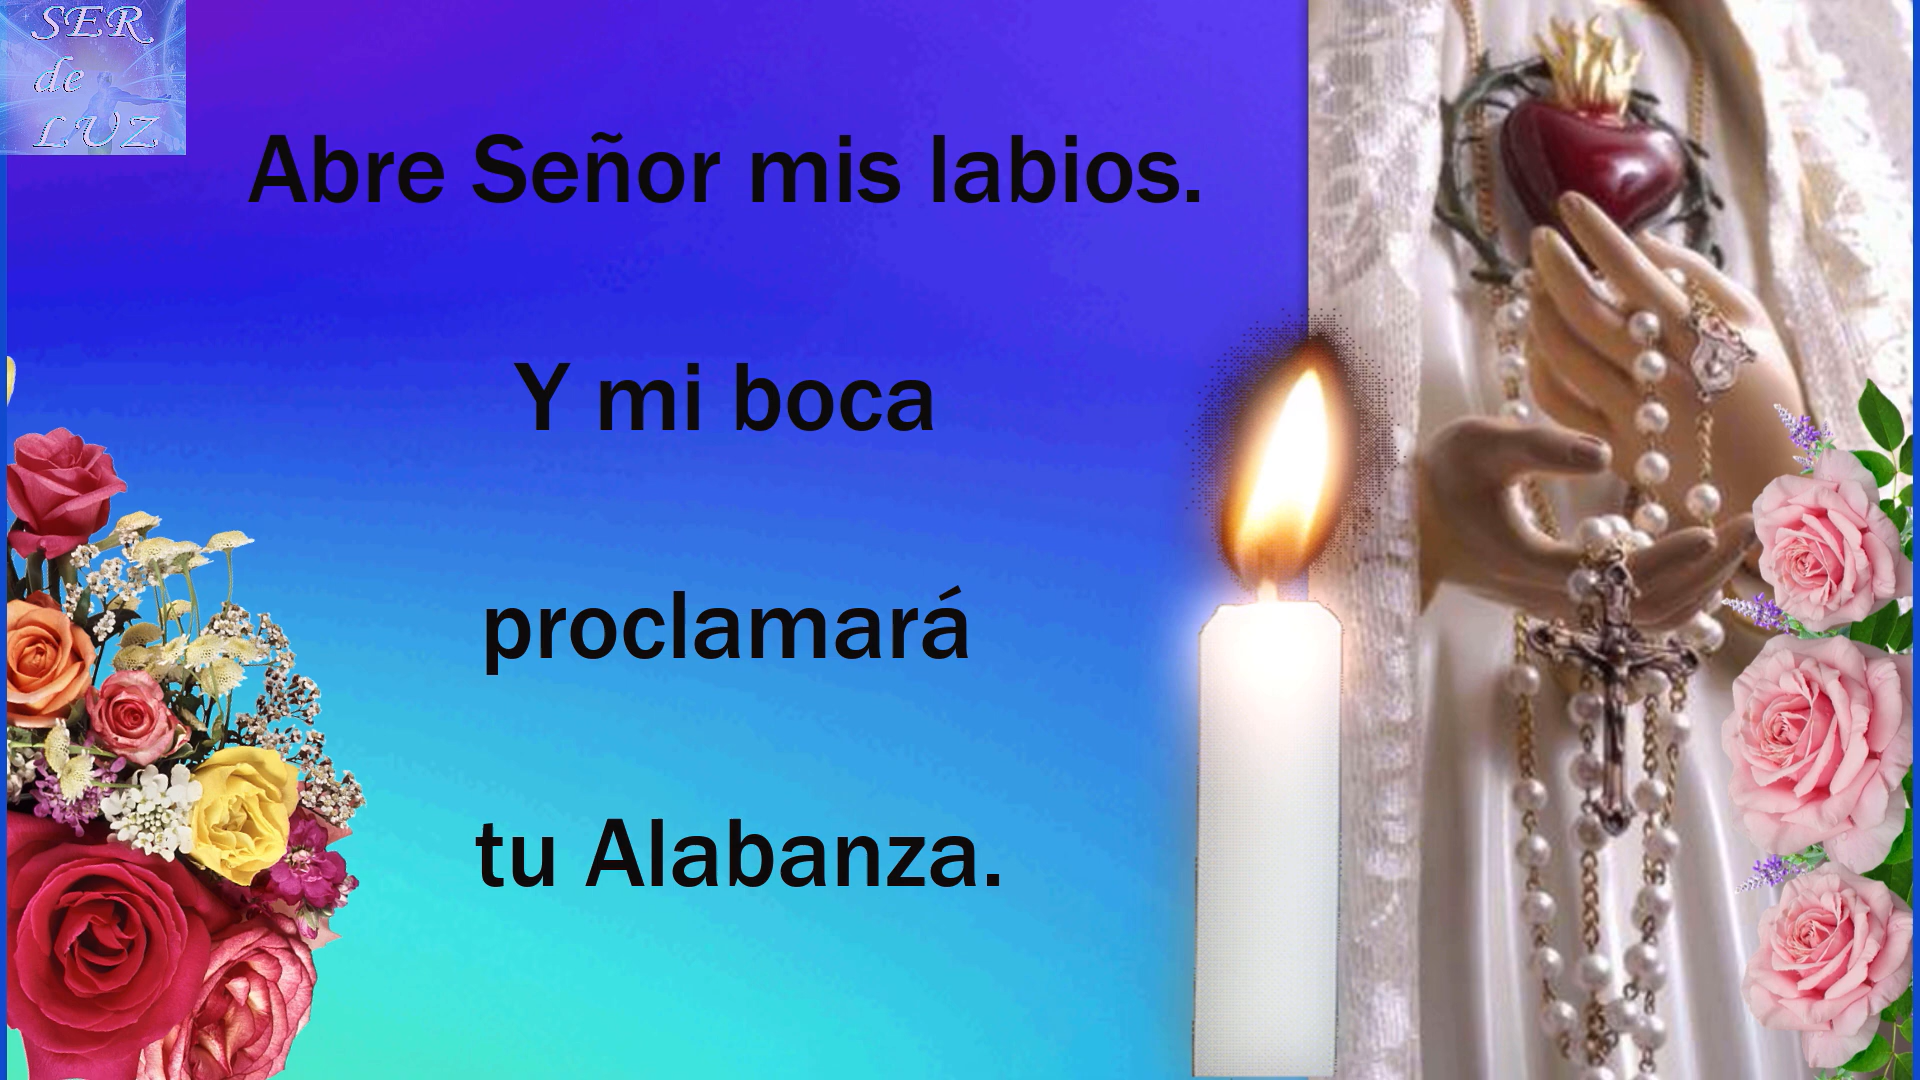 SER
de
LUZ
Abre Señor mis labios.
Y mi boca
proclamará
tu Alabanza.